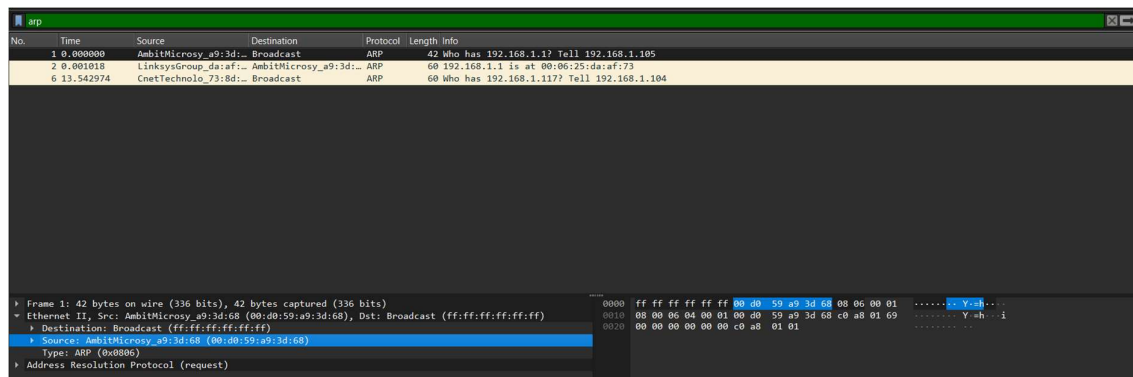 arp
No. Time Source Destination Protocol Length Info
1 0.000000 AmbitMicrosy_a9:3d:… Broadcast ARP 42 Who has 192.168.1.1? Tell 192.168.1.105
2 0.001018 LinksysGroup_da:af:… AmbitMicrosy_a9:3d:… ARP 60 192.168.1.1 is at 00:06:25:da:af:73
6 13.542974 CnetTechnolo_73:8d:… Broadcast ARP 60 Who has 192.168.1.117? Tell 192.168.1.104
Frame 1: 42 bytes on wire (336 bits), 42 bytes captured (336 bits)
Ethernet II, Src: AmbitMicrosy_a9:3d:68 (00:d0:59:a9:3d:68), Dst: Broadcast (ff:ff:ff:ff:ff:ff)
Destination: Broadcast (ff:ff:ff:ff:ff:ff)
Source: AmbitMicrosy_a9:3d:68 (00:d0:59:a9:3d:68)
Type: ARP (0x0806)
Address Resolution Protocol (request)
0000 ff ff ff ff ff ff 00 d0 59 a9 3d 68 08 06 00 01 ········ Y·=h····
0010 08 00 06 04 00 01 00 d0 59 a9 3d 68 c0 a8 01 69 ········ Y·=h···i
0020 00 00 00 00 00 00 c0 a8 01 01 ········ ··